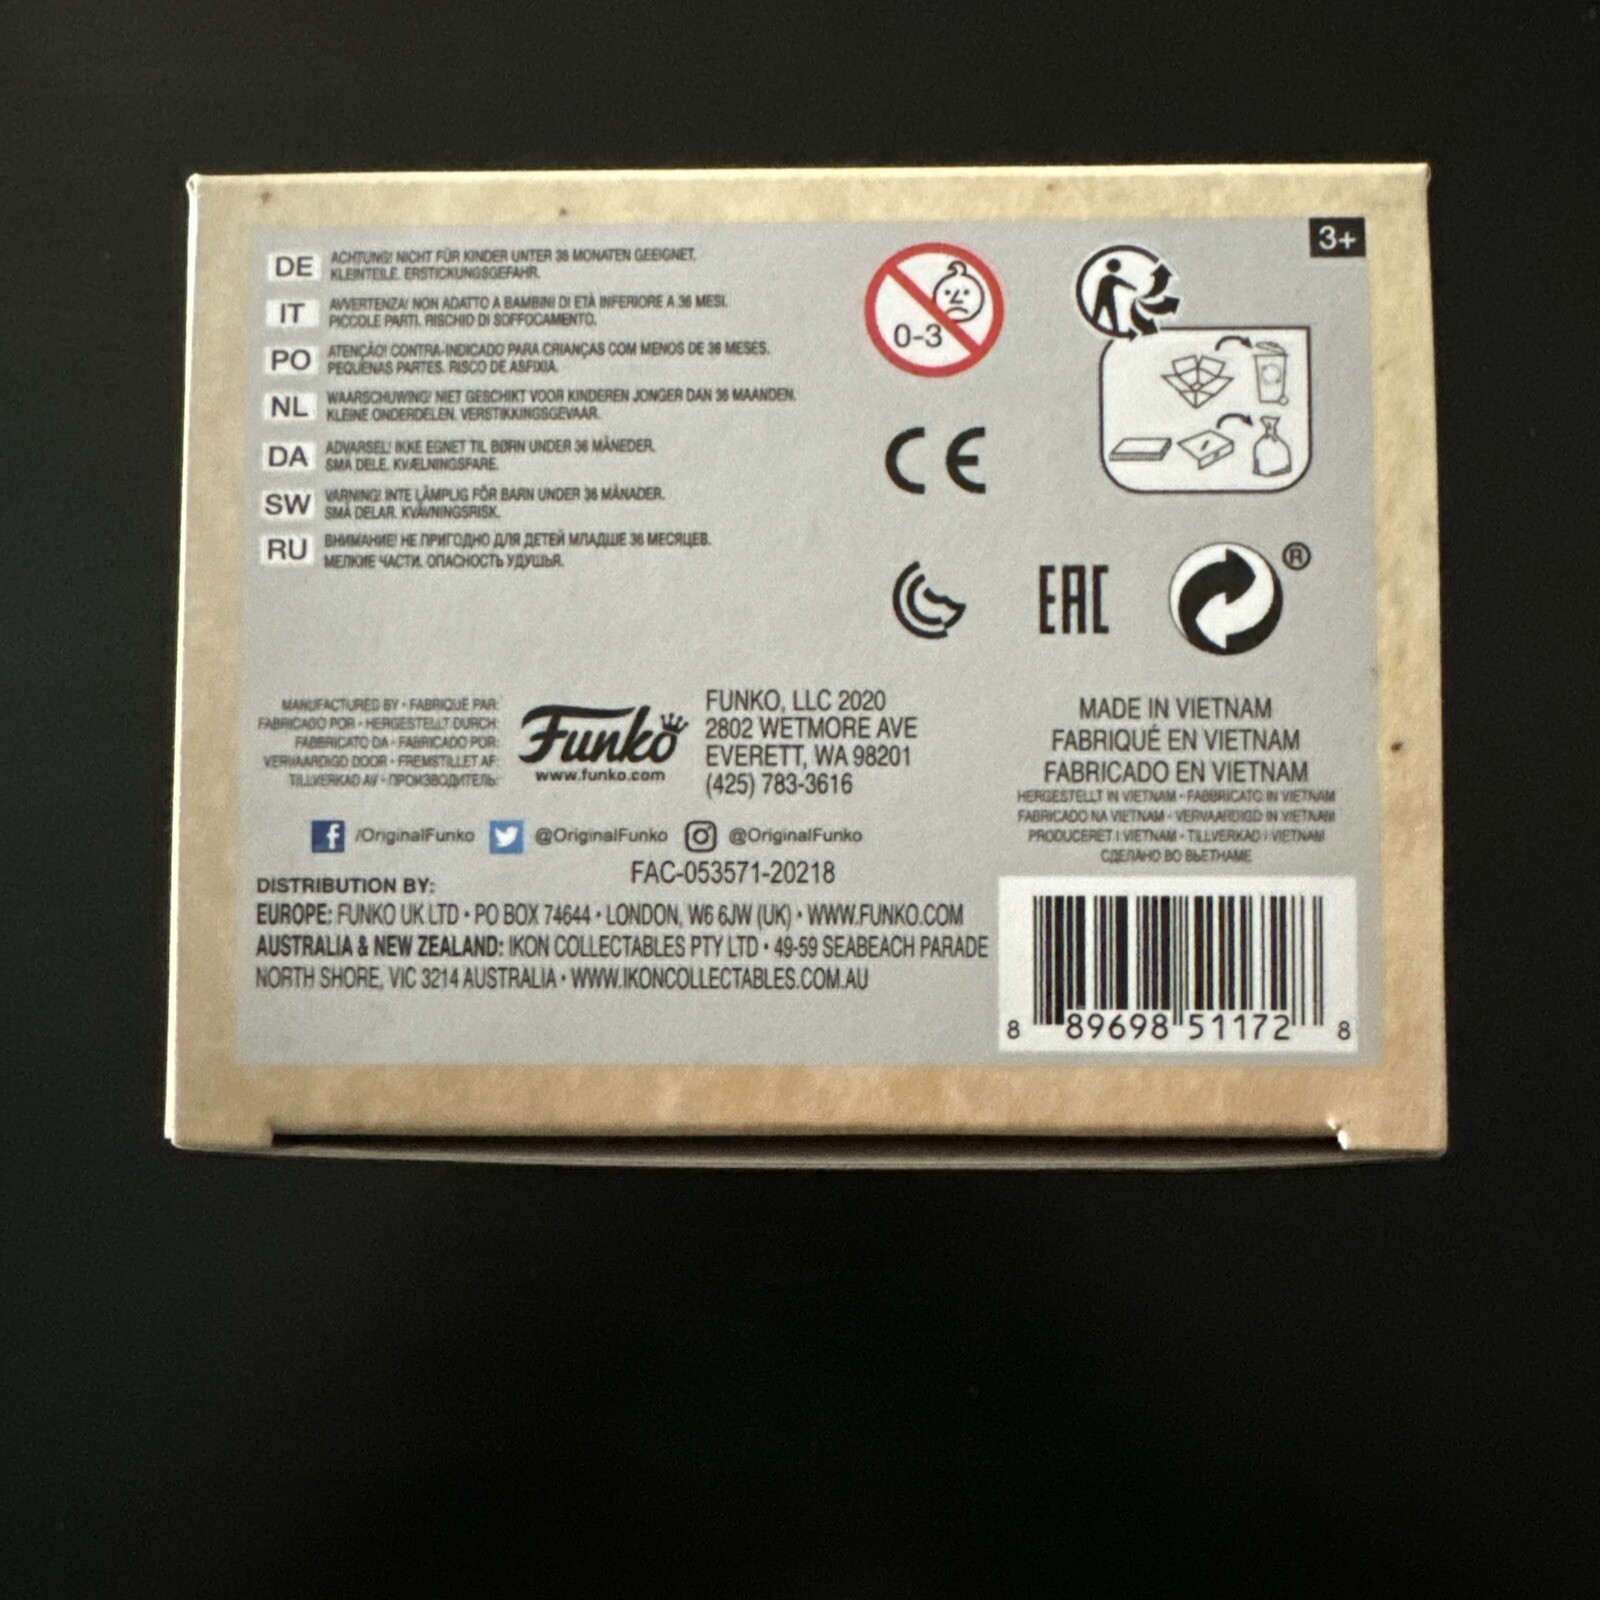 3+
DE ACHTUNG! NICHT FÜR KINDER UNTER 36 MONATEN GEEIGNET.
KLEINTEILE. ERSTICKUNGSGEFAHR.
IT AVVERTENZA! NON ADATTO A BAMBINI DI ETÀ INFERIORE A 36 MESI.
PICCOLE PARTI. RISCHIO DI SOFFOCAMENTO.
PO ATENÇÃO! CONTRA-INDICADO PARA CRIANÇAS COM MENOS DE 36 MESES.
PEQUENAS PARTES. RISCO DE ASFIXIA.
NL WAARSCHUWING! NIET GESCHIKT VOOR KINDEREN JONGER DAN 36 MAANDEN.
KLEINE ONDERDELEN. VERSTIKKINGSGEVAAR.
DA ADVARSEL! IKKE EGNET TIL BØRN UNDER 36 MÅNEDER.
SMÅ DELE. KVÆLNINGSFARE.
SW VARNING! INTE LÄMPLIG FÖR BARN UNDER 36 MÅNADER.
SMÅ DELAR. KVÄVNINGSRISK.
RU ВНИМАНИЕ! НЕ ПРИГОДНО ДЛЯ ДЕТЕЙ МЛАДШЕ 36 МЕСЯЦЕВ.
МЕЛКИЕ ЧАСТИ. ОПАСНОСТЬ УДУШЬЯ.
0-3
CE
EAC
®
MANUFACTURED BY • FABRIQUÉ PAR:
FABRICADO POR • HERGESTELLT DURCH:
FABBRICATO DA • FABRICADO POR:
VERVAARDIGD DOOR • FREMSTILLET AF:
TILLVERKAD AV • ПРОИЗВОДИТЕЛЬ:
Funko
www.funko.com
FUNKO, LLC 2020
2802 WETMORE AVE
EVERETT, WA 98201
(425) 783-3616
MADE IN VIETNAM
FABRIQUÉ EN VIETNAM
FABRICADO EN VIETNAM
HERGESTELLT IN VIETNAM • FABBRICATO IN VIETNAM
FABRICADO NA VIETNAM • VERVAARDIGD IN VIETNAM
PRODUCERET I VIETNAM • TILLVERKAD I VIETNAM
СДЕЛАНО ВО ВЬЕТНАМЕ
/OriginalFunko @OriginalFunko @OriginalFunko
FAC-053571-20218
DISTRIBUTION BY:
EUROPE: FUNKO UK LTD • PO BOX 74644 • LONDON, W6 6JW (UK) • WWW.FUNKO.COM
AUSTRALIA & NEW ZEALAND: IKON COLLECTABLES PTY LTD • 49-59 SEABEACH PARADE
NORTH SHORE, VIC 3214 AUSTRALIA • WWW.IKONCOLLECTABLES.COM.AU
8 89698 51172 8